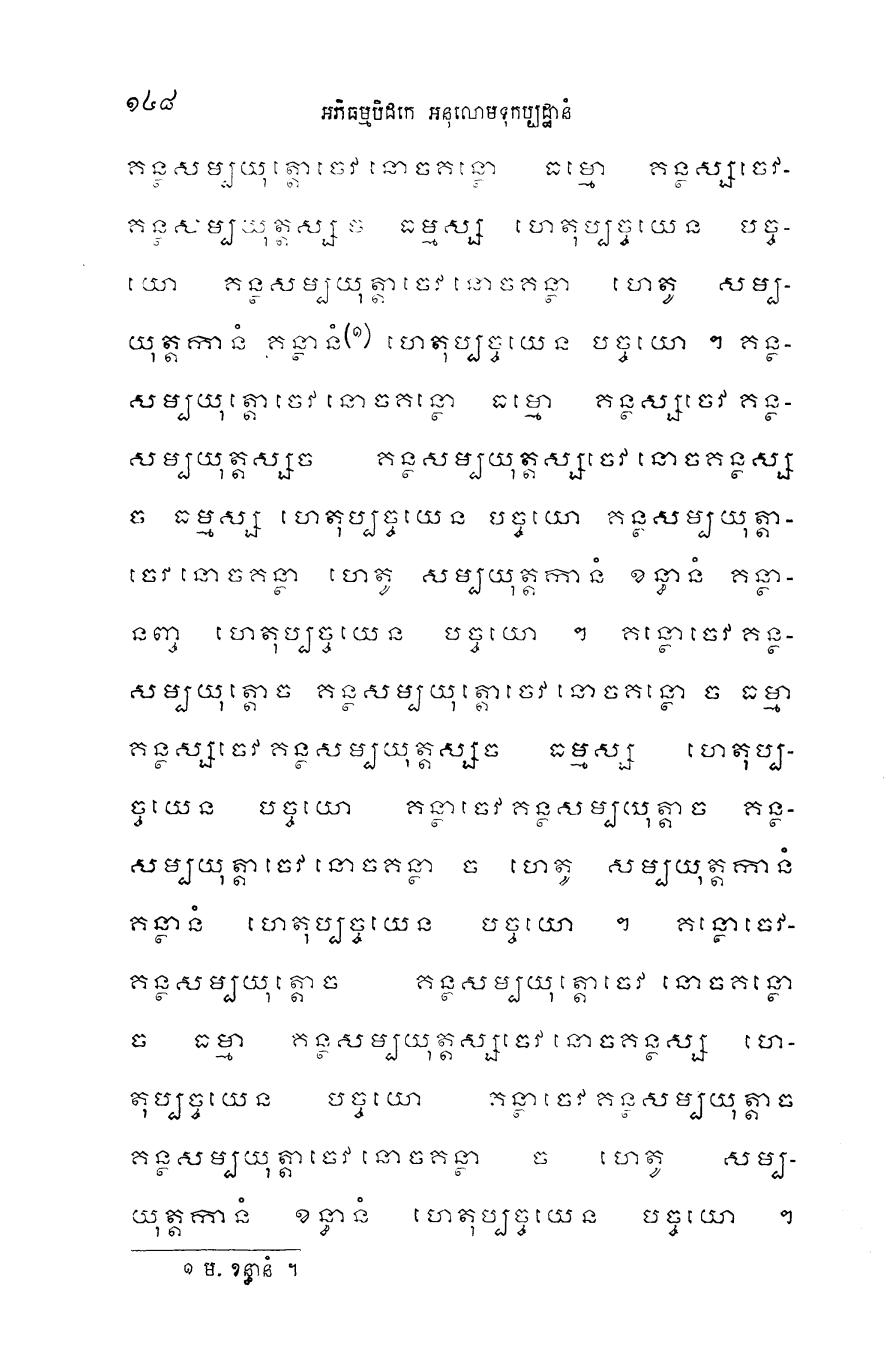 ១៤៨
អភិធម្មបិដកេ អនុលោមទុកប្បដ្ឋានំ
គន្ថសម្បយុត្តោចេវ នោចគន្ថោ ធម្មោ គន្ថស្សចេវ-
គន្ថសម្បយុត្តស្ស ច ធម្មស្ស ហេតុប្បច្ចយេន បច្ច-
យោ គន្ថសម្បយុត្តាចេវ នោចគន្ថា ហេតូ សម្ប-
យុត្តកានំ គន្ថានំ(១) ហេតុប្បច្ចយេន បច្ចយោ ។ គន្ថ-
សម្បយុត្តោចេវ នោចគន្ថោ ធម្មោ គន្ថស្សចេវ គន្ថ-
សម្បយុត្តស្សច គន្ថសម្បយុត្តស្សចេវ នោចគន្ថស្ស
ច ធម្មស្ស ហេតុប្បច្ចយេន បច្ចយោ គន្ថសម្បយុត្តា-
ចេវ នោចគន្ថា ហេតូ សម្បយុត្តកានំ ខន្ធានំ គន្ថា-
នញ្ច ហេតុប្បច្ចយេន បច្ចយោ ។ គន្ថោចេវ គន្ថ-
សម្បយុត្តោច គន្ថសម្បយុត្តោចេវ នោចគន្ថោ ច ធម្មា
គន្ថស្សចេវ គន្ថសម្បយុត្តស្សច ធម្មស្ស ហេតុប្ប-
ច្ចយេន បច្ចយោ គន្ថាចេវ គន្ថសម្បយុត្តាច គន្ថ-
សម្បយុត្តាចេវ នោចគន្ថា ច ហេតូ សម្បយុត្តកានំ
គន្ថានំ ហេតុប្បច្ចយេន បច្ចយោ ។ គន្ថោចេវ-
គន្ថសម្បយុត្តោច គន្ថសម្បយុត្តោចេវ នោចគន្ថោ
ច ធម្មា គន្ថសម្បយុត្តស្សចេវ នោចគន្ថស្ស ហេ-
តុប្បច្ចយេន បច្ចយោ គន្ថាចេវ គន្ថសម្បយុត្តាច
គន្ថសម្បយុត្តាចេវ នោចគន្ថា ច ហេតូ សម្ប-
យុត្តកានំ ខន្ធានំ ហេតុប្បច្ចយេន បច្ចយោ ។
១ ម. ខន្ធានំ ។